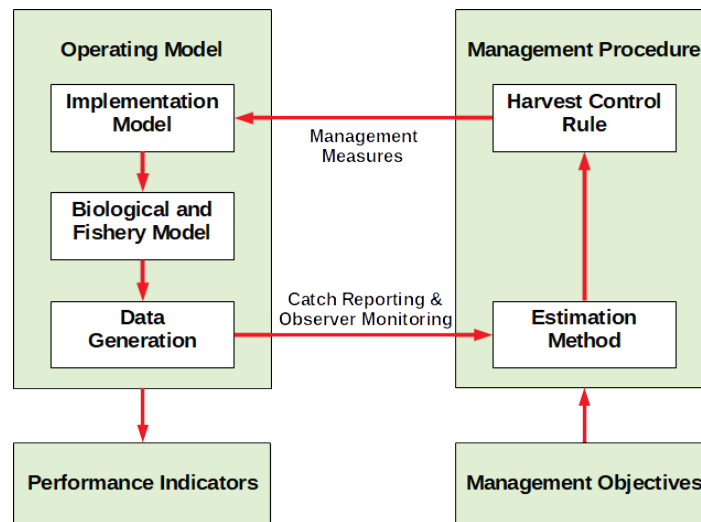 Operating Model
Implementation
Model
Biological and
Fishery Model
Data
Generation
Management
Measures
Catch Reporting &
Observer Monitoring
Management Procedure
Harvest Control
Rule
Estimation
Method
Performance Indicators
Management Objectives